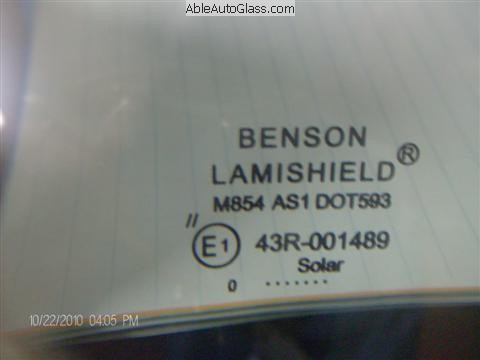 AbleAutoGlass.com
BENSON
LAMISHIELD®
M854 AS1 DOT593
//
E1 43R-001489
Solar
0 .......
10/22/2010 04:05 PM